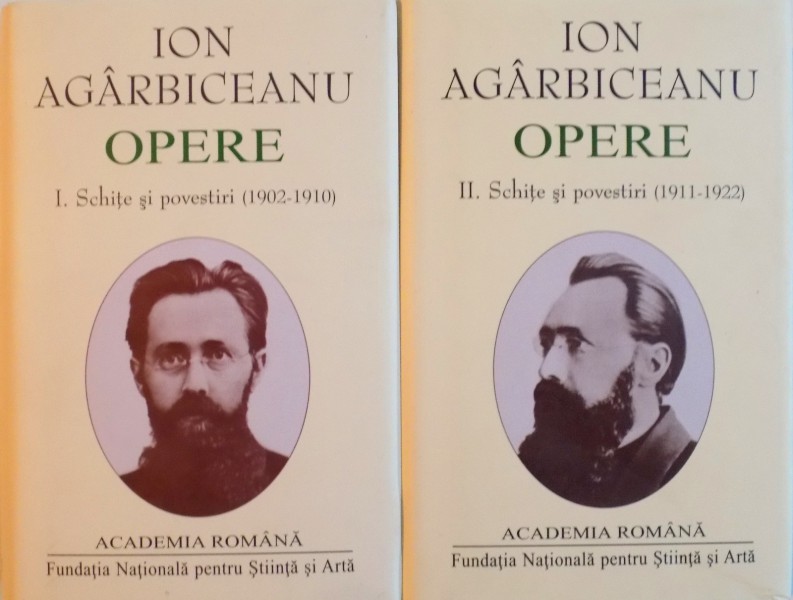 ION
AGÂRBICEANU
OPERE
I. Schiţe şi povestiri (1902-1910)
ACADEMIA ROMÂNĂ
Fundaţia Naţională pentru Ştiinţă şi Artă
ION
AGÂRBICEANU
OPERE
II. Schiţe şi povestiri (1911-1922)
ACADEMIA ROMÂNĂ
Fundaţia Naţională pentru Ştiinţă şi Artă